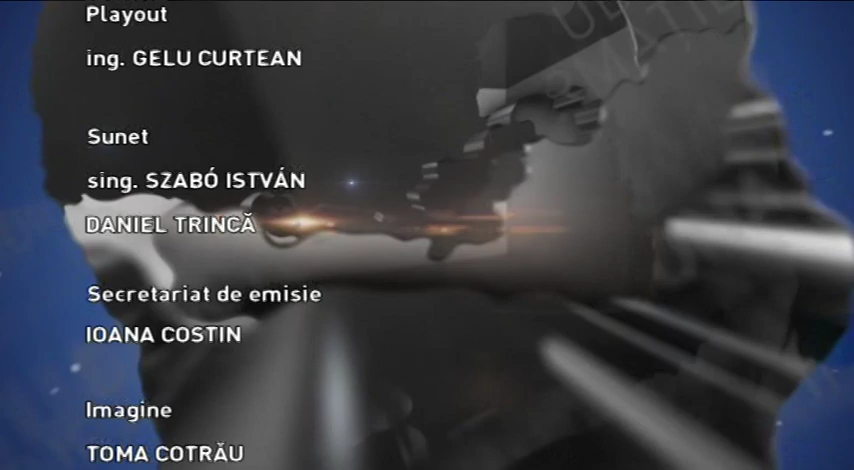 Playout
ing. GELU CURTEAN
Sunet
sing. SZABÓ ISTVÁN
DANIEL TRINCĂ
Secretariat de emisie
IOANA COSTIN
Imagine
TOMA COTRĂU